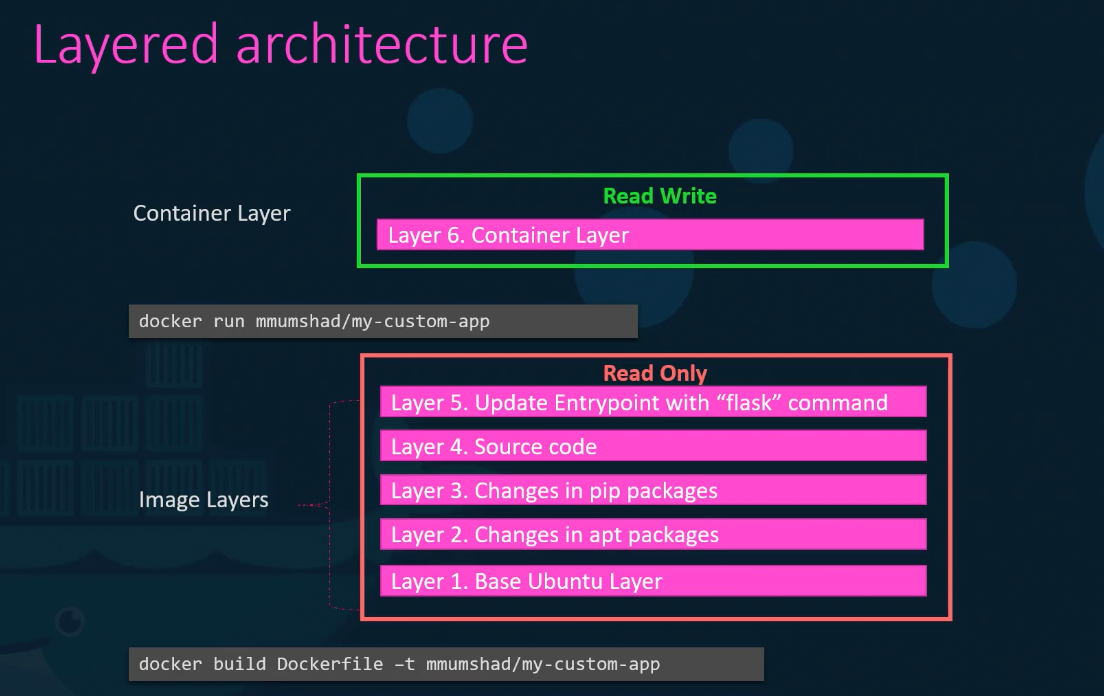 Layered architecture
Read Write
Container Layer
Layer 6. Container Layer
docker run mmumshad/my-custom-app
Read Only
Layer 5. Update Entrypoint with “flask” command
Layer 4. Source code
Layer 3. Changes in pip packages
Image Layers
Layer 2. Changes in apt packages
Layer 1. Base Ubuntu Layer
docker build Dockerfile –t mmumshad/my-custom-app